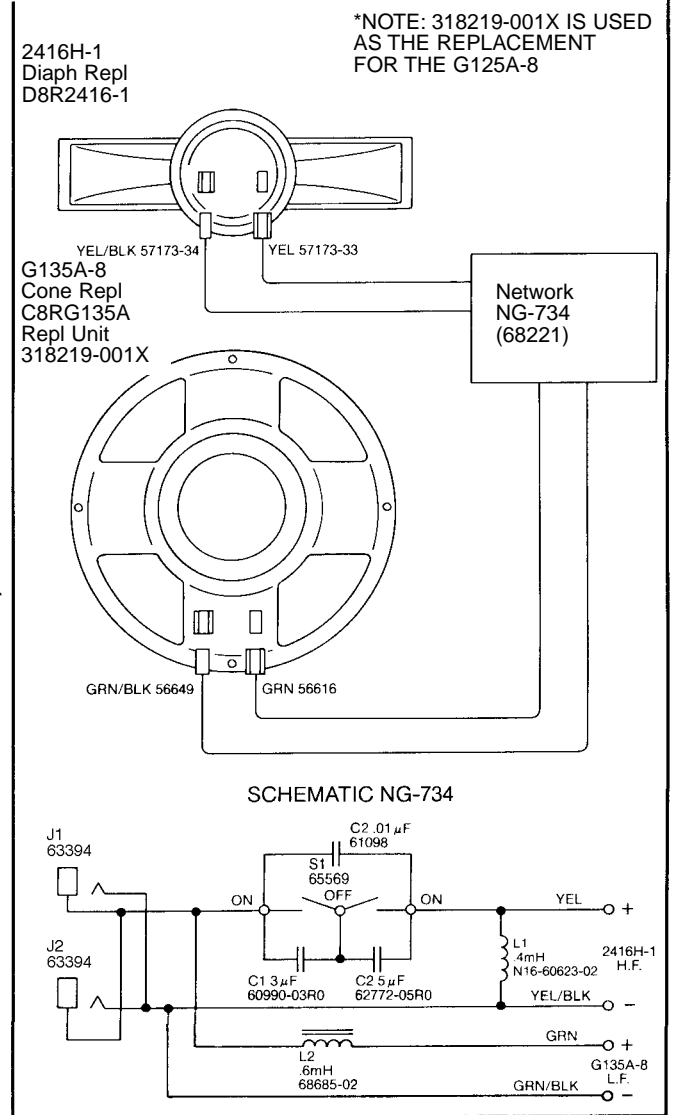 *NOTE: 318219-001X IS USED
AS THE REPLACEMENT
FOR THE G125A-8
2416H-1
Diaph Repl
D8R2416-1
YEL/BLK 57173-34
YEL 57173-33
G135A-8
Cone Repl
C8RG135A
Repl Unit
318219-001X
Network
NG-734
(68221)
GRN/BLK 56649
GRN 56616
SCHEMATIC NG-734
J1
63394
C2 .01 µF
61098
S1
65569
ON
OFF
ON
YEL
+
J2
63394
C1 3 µF
60990-03R0
C2 5 µF
62772-05R0
L1
.4mH
N16-60623-02
2416H-1
H.F.
YEL/BLK
−
GRN
+
L2
.6mH
68685-02
G135A-8
L.F.
GRN/BLK
−